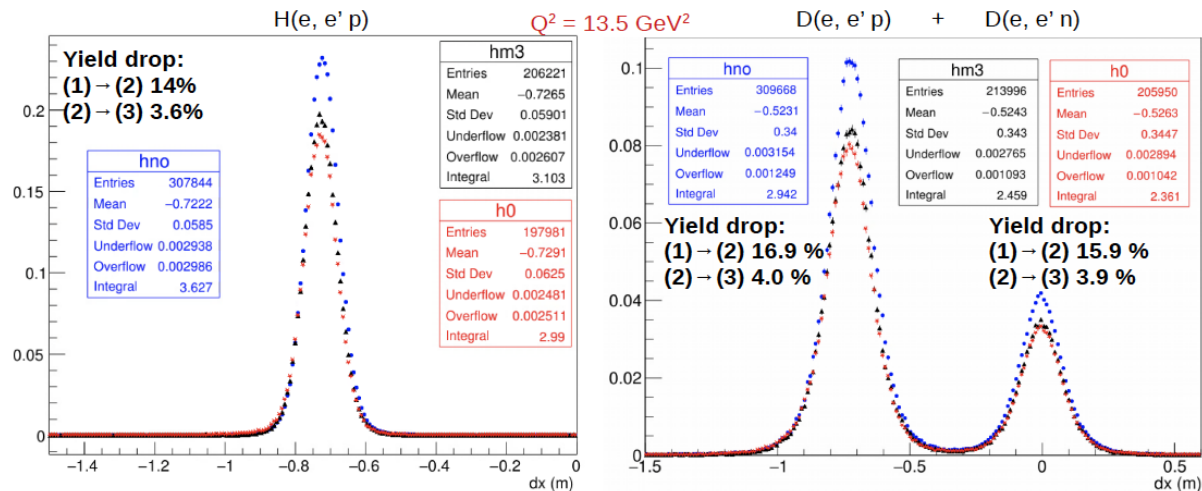 H(e, e' p)
Q² = 13.5 GeV²
D(e, e' p) + D(e, e' n)
Yield drop:
(1)→(2) 14%
(2)→(3) 3.6%
hm3
Entries 206221
Mean −0.7265
Std Dev 0.05901
Underflow 0.002381
Overflow 0.002607
Integral 3.103
hno
Entries 307844
Mean −0.7222
Std Dev 0.0585
Underflow 0.002938
Overflow 0.002986
Integral 3.627
h0
Entries 197981
Mean −0.7291
Std Dev 0.0625
Underflow 0.002481
Overflow 0.002511
Integral 2.99
0.2
0.15
0.1
0.05
0
−1.4 −1.2 −1 −0.8 −0.6 −0.4 −0.2 0
dx (m)
hno
Entries 309668
Mean −0.5231
Std Dev 0.34
Underflow 0.003154
Overflow 0.001249
Integral 2.942
hm3
Entries 213996
Mean −0.5243
Std Dev 0.343
Underflow 0.002765
Overflow 0.001093
Integral 2.459
h0
Entries 205950
Mean −0.5263
Std Dev 0.3447
Underflow 0.002894
Overflow 0.001042
Integral 2.361
Yield drop:
(1)→(2) 16.9 %
(2)→(3) 4.0 %
Yield drop:
(1)→(2) 15.9 %
(2)→(3) 3.9 %
0.1
0.08
0.06
0.04
0.02
0
−1.5 −1 −0.5 0 0.5
dx (m)